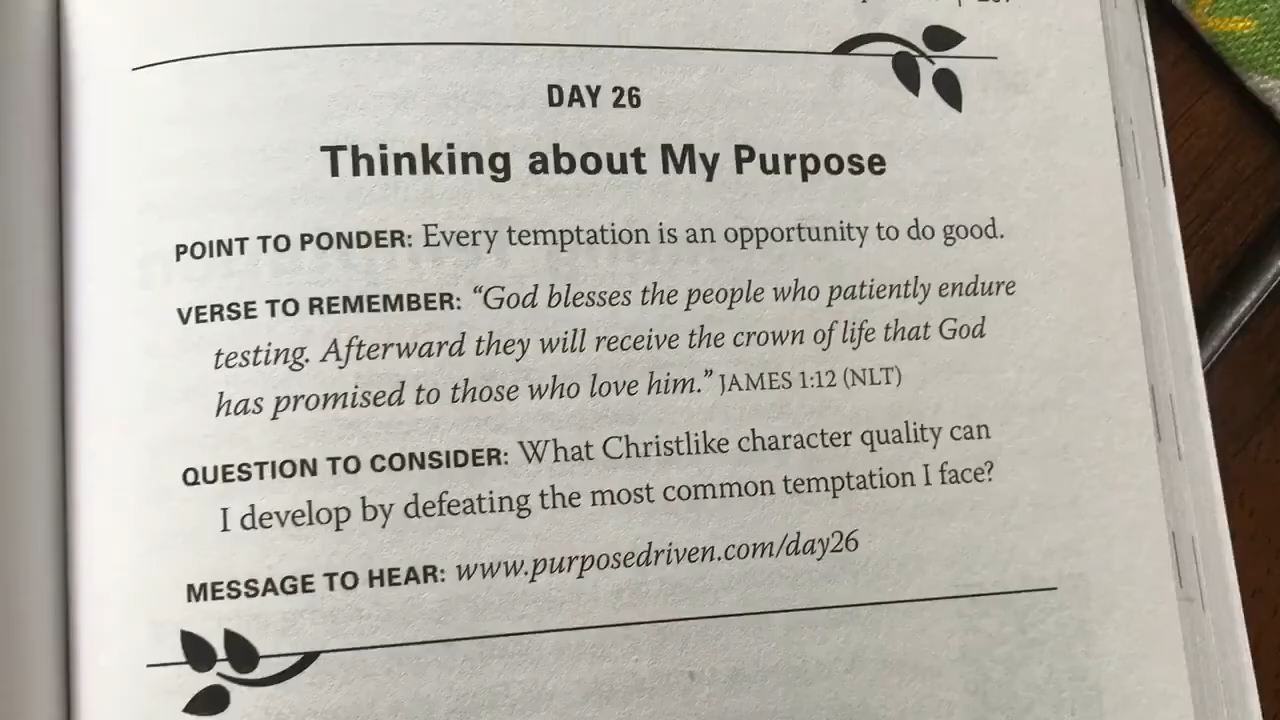 DAY 26
Thinking about My Purpose
POINT TO PONDER: Every temptation is an opportunity to do good.
VERSE TO REMEMBER: “God blesses the people who patiently endure
testing. Afterward they will receive the crown of life that God
has promised to those who love him.” JAMES 1:12 (NLT)
QUESTION TO CONSIDER: What Christlike character quality can
I develop by defeating the most common temptation I face?
MESSAGE TO HEAR: www.purposedriven.com/day26